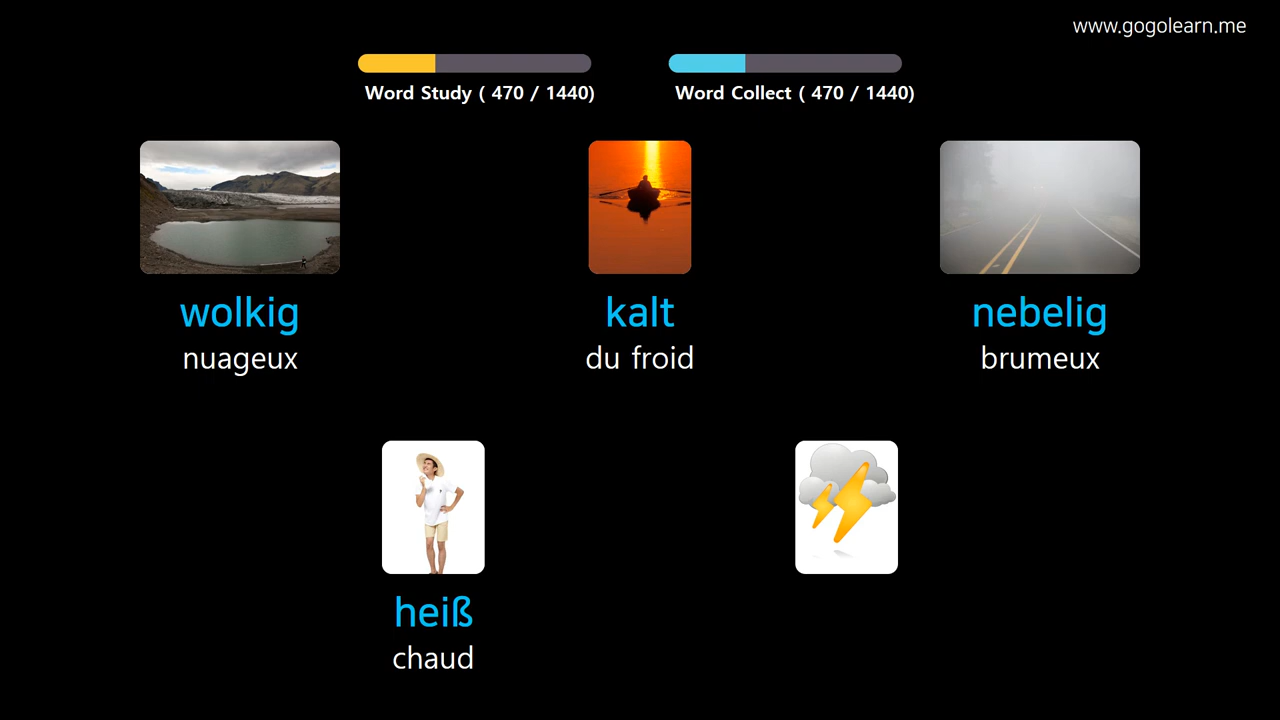 www.gogolearn.me
Word Study ( 470 / 1440)
Word Collect ( 470 / 1440)
wolkig
nuageux
kalt
du froid
nebelig
brumeux
heiß
chaud